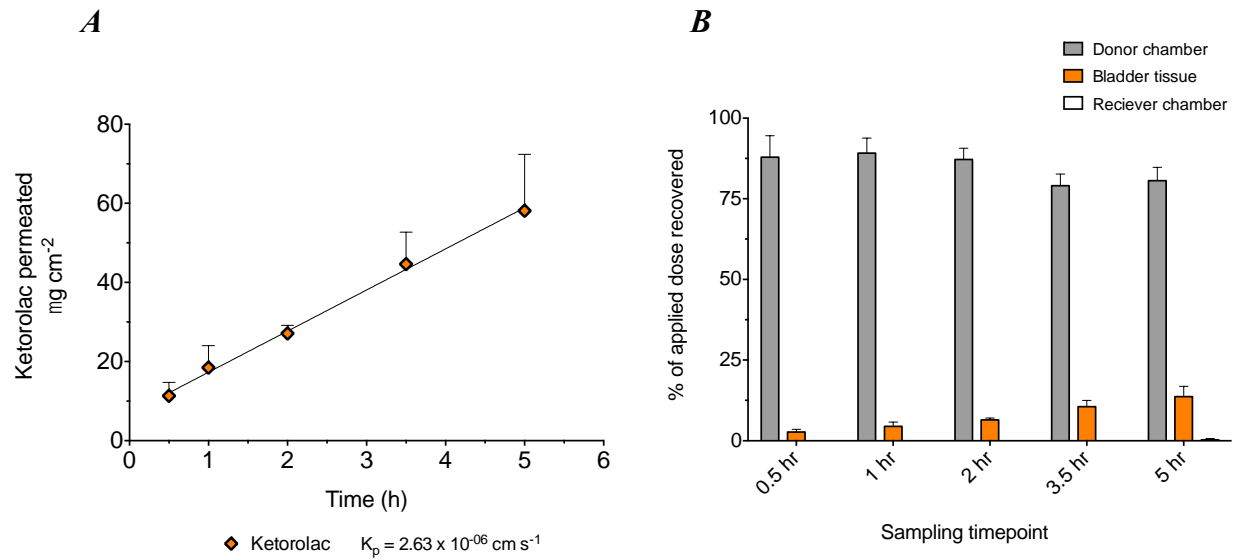 A
Ketorolac permeated
mg cm-2
80
60
40
20
0
0 1 2 3 4 5 6
Time (h)
Ketorolac Kp = 2.63 x 10-06 cm s-1
B
Donor chamber
Bladder tissue
Reciever chamber
% of applied dose recovered
100
75
50
25
0
0.5 hr 1 hr 2 hr 3.5 hr 5 hr
Sampling timepoint